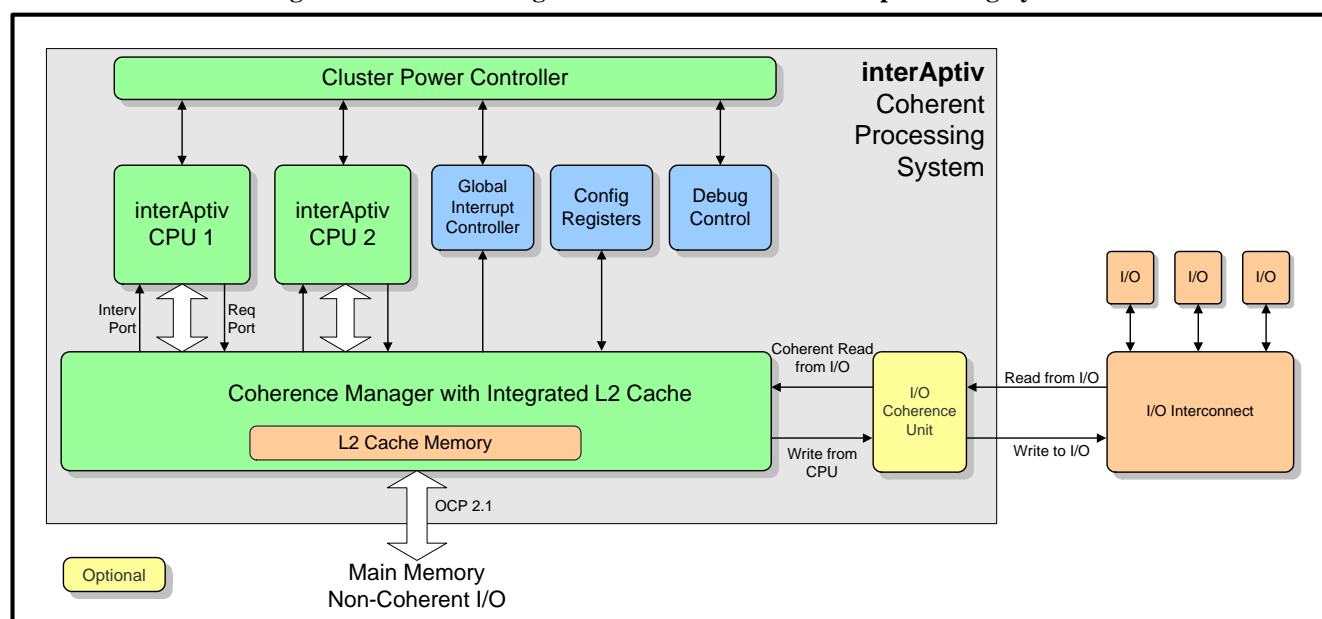 Cluster Power Controller
interAptiv
Coherent
Processing
System
interAptiv
CPU 1
interAptiv
CPU 2
Global
Interrupt
Controller
Config
Registers
Debug
Control
I/O
I/O
I/O
Interv
Port
Req
Port
Coherent Read
from I/O
Read from I/O
Coherence Manager with Integrated L2 Cache
L2 Cache Memory
I/O
Coherence
Unit
I/O Interconnect
Write from
CPU
Write to I/O
OCP 2.1
Optional
Main Memory
Non-Coherent I/O